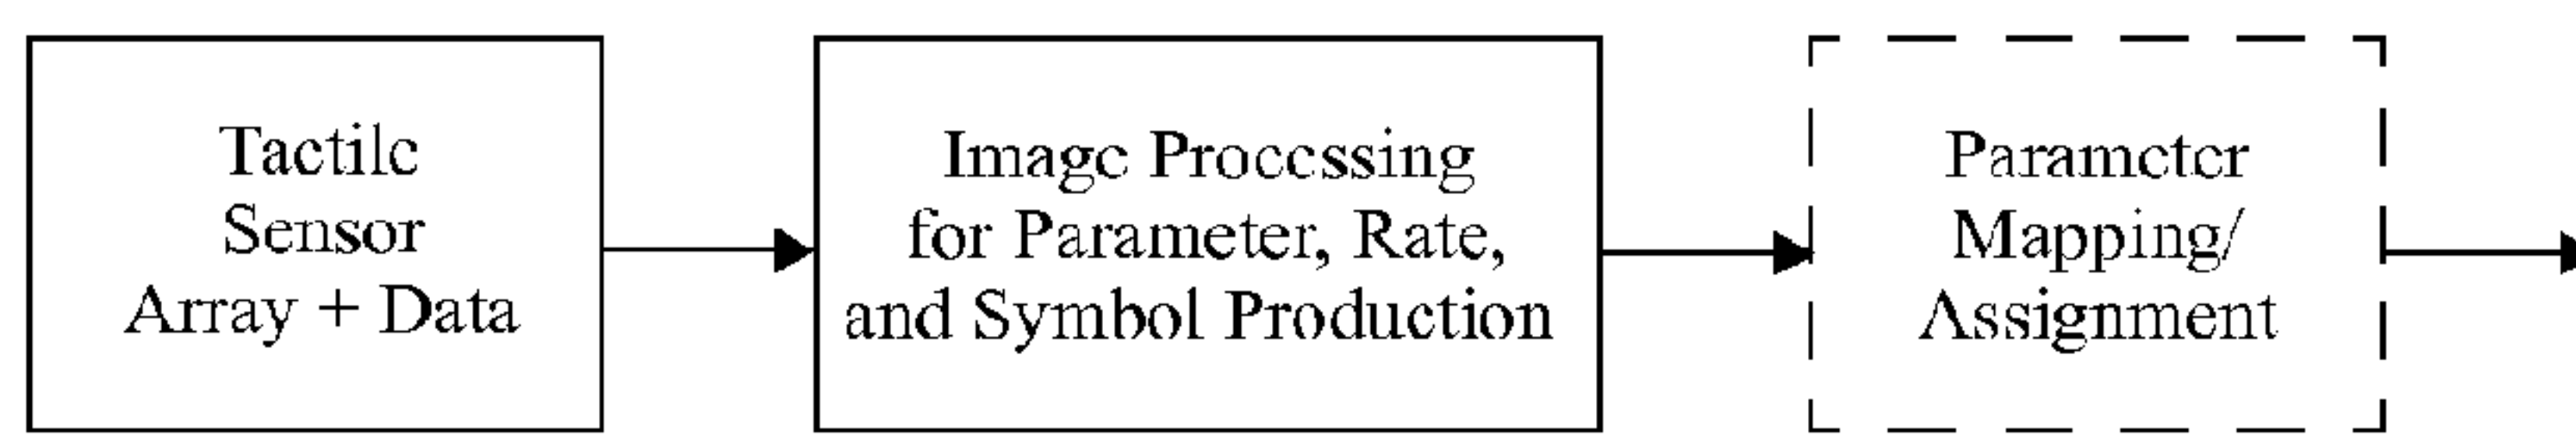 Tactile
Sensor
Array + Data
Image Processing
for Parameter, Rate,
and Symbol Production
Parameter
Mapping/
Assignment